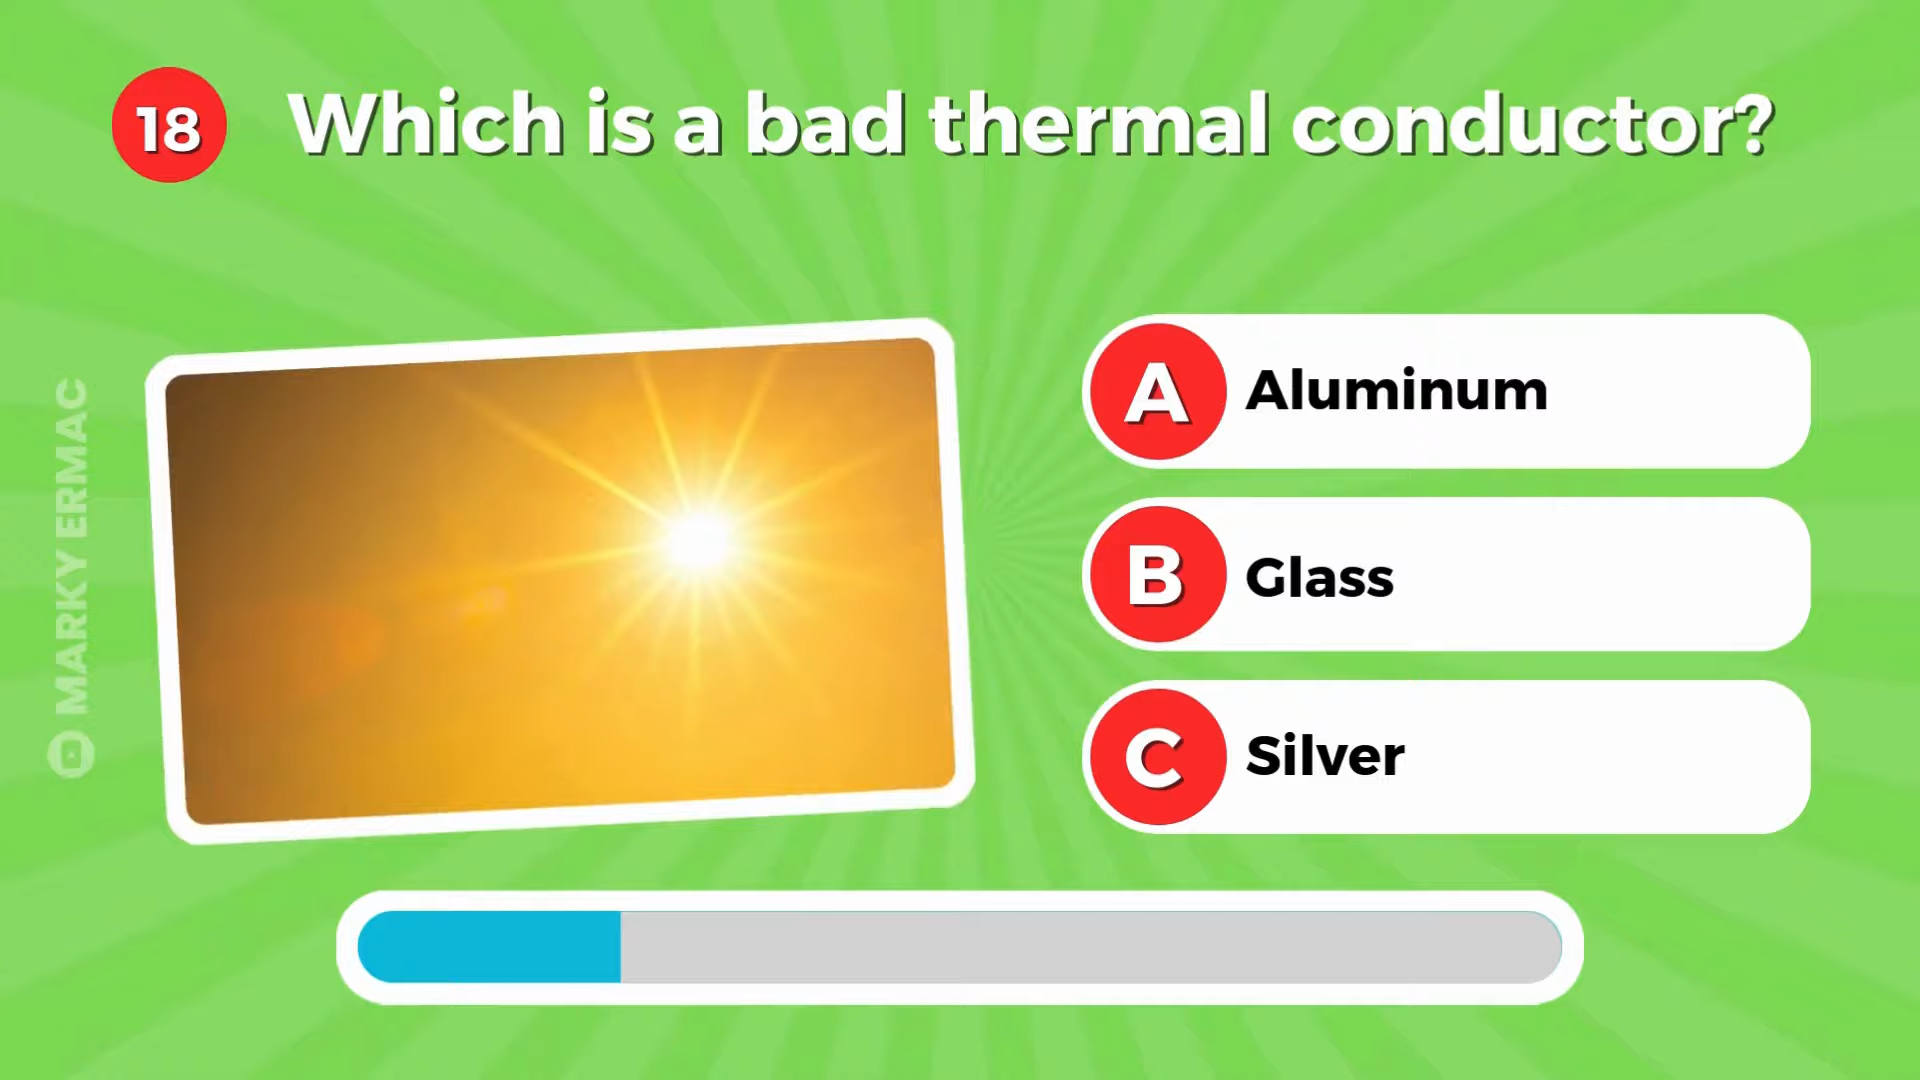 18 Which is a bad thermal conductor?
A Aluminum
B Glass
C Silver
MARKY ERMAC